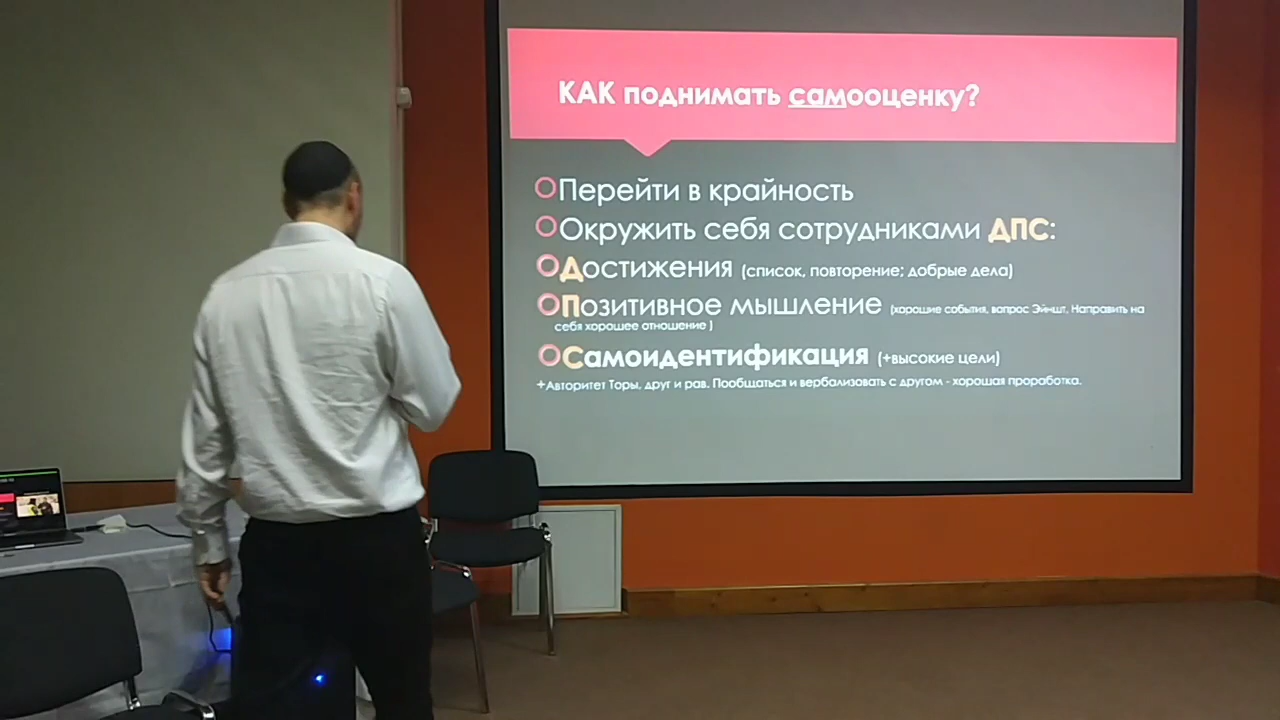 КАК поднимать самооценку?
Перейти в крайность
Окружить себя сотрудниками ДПС:
Достижения (список, повторение; добрые дела)
Позитивное мышление (хорошие события, вопрос Эйншт, Направить на
себя хорошее отношение )
Самоидентификация (+высокие цели)
+Авторитет Торы, друг и рав. Пообщаться и вербализовать с другом - хорошая проработка.